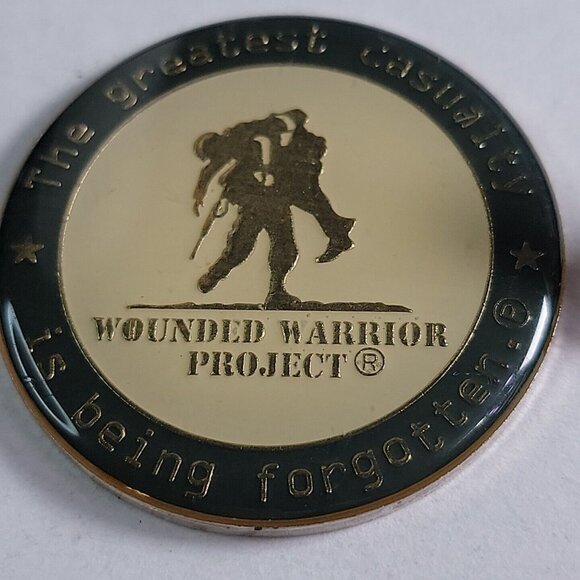 The greatest casualty
WOUNDED WARRIOR
PROJECT®
is being forgotten.®